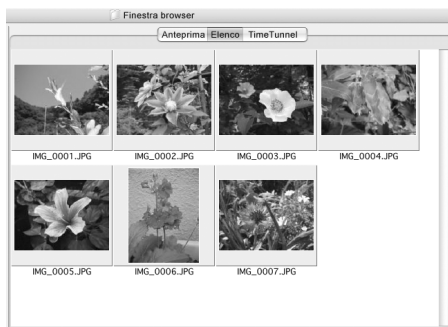 Finestra browser
Anteprima Elenco TimeTunnel
IMG_0001.JPG IMG_0002.JPG IMG_0003.JPG IMG_0004.JPG
IMG_0005.JPG IMG_0006.JPG IMG_0007.JPG